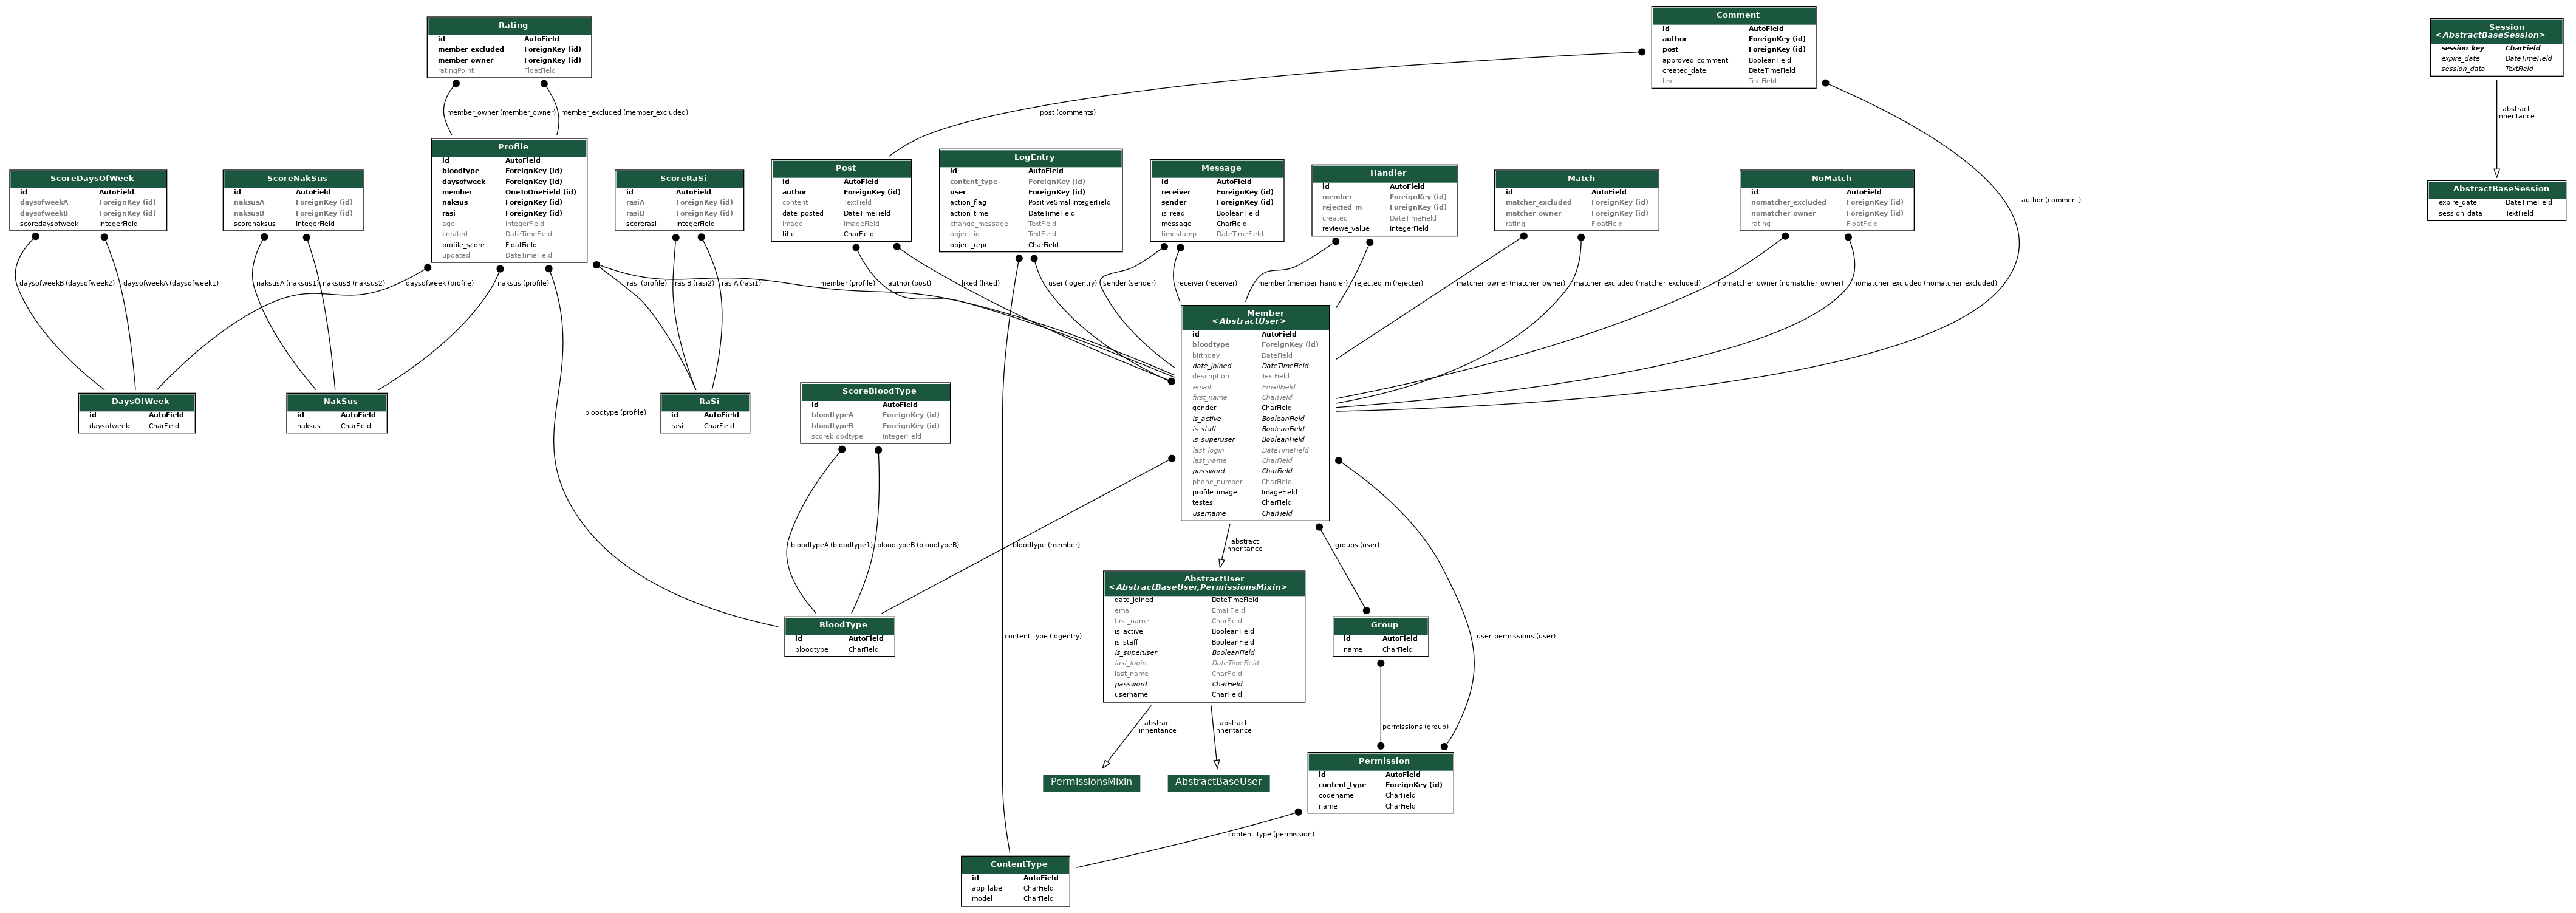 Rating
id AutoField
member_excluded ForeignKey (id)
member_owner ForeignKey (id)
ratingPoint FloatField
Comment
id AutoField
author ForeignKey (id)
post ForeignKey (id)
approved_comment BooleanField
created_date DateTimeField
text TextField
Session
<AbstractBaseSession>
session_key CharField
expire_date DateTimeField
session_data TextField
member_owner (member_owner)
member_excluded (member_excluded)
post (comments)
abstract
inheritance
ScoreDaysOfWeek
id AutoField
daysofweekA ForeignKey (id)
daysofweekB ForeignKey (id)
scoredaysofweek IntegerField
ScoreNakSus
id AutoField
naksusA ForeignKey (id)
naksusB ForeignKey (id)
scorenaksus IntegerField
Profile
id AutoField
bloodtype ForeignKey (id)
daysofweek ForeignKey (id)
member OneToOneField (id)
naksus ForeignKey (id)
rasi ForeignKey (id)
age IntegerField
created DateTimeField
profile_score FloatField
updated DateTimeField
ScoreRaSi
id AutoField
rasiA ForeignKey (id)
rasiB ForeignKey (id)
scorerasi IntegerField
Post
id AutoField
author ForeignKey (id)
content TextField
date_posted DateTimeField
image ImageField
title CharField
LogEntry
id AutoField
content_type ForeignKey (id)
user ForeignKey (id)
action_flag PositiveSmallIntegerField
action_time DateTimeField
change_message TextField
object_id TextField
object_repr CharField
Message
id AutoField
receiver ForeignKey (id)
sender ForeignKey (id)
is_read BooleanField
message CharField
timestamp DateTimeField
Handler
id AutoField
member ForeignKey (id)
rejected_m ForeignKey (id)
created DateTimeField
reviewe_value IntegerField
Match
id AutoField
matcher_excluded ForeignKey (id)
matcher_owner ForeignKey (id)
rating FloatField
NoMatch
id AutoField
nomatcher_excluded ForeignKey (id)
nomatcher_owner ForeignKey (id)
rating FloatField
author (comment)
AbstractBaseSession
expire_date DateTimeField
session_data TextField
daysofweekB (daysofweek2)
daysofweekA (daysofweek1)
naksusA (naksus1)
naksusB (naksus2)
daysofweek (profile)
naksus (profile)
rasi (profile)
rasiB (rasi2)
rasiA (rasi1)
member (profile)
author (post)
liked (liked)
user (logentry)
sender (sender)
receiver (receiver)
member (member_handler)
rejected_m (rejecter)
matcher_owner (matcher_owner)
matcher_excluded (matcher_excluded)
nomatcher_owner (nomatcher_owner)
nomatcher_excluded (nomatcher_excluded)
Member
<AbstractUser>
id AutoField
bloodtype ForeignKey (id)
birthday DateField
date_joined DateTimeField
description TextField
email EmailField
first_name CharField
gender CharField
is_active BooleanField
is_staff BooleanField
is_superuser BooleanField
last_login DateTimeField
last_name CharField
password CharField
phone_number CharField
profile_image ImageField
testes CharField
username CharField
DaysOfWeek
id AutoField
daysofweek CharField
NakSus
id AutoField
naksus CharField
bloodtype (profile)
RaSi
id AutoField
rasi CharField
ScoreBloodType
id AutoField
bloodtypeA ForeignKey (id)
bloodtypeB ForeignKey (id)
scorebloodtype IntegerField
bloodtypeA (bloodtype1)
bloodtypeB (bloodtypeB)
bloodtype (member)
abstract
inheritance
groups (user)
AbstractUser
<AbstractBaseUser,PermissionsMixin>
date_joined DateTimeField
email EmailField
first_name CharField
is_active BooleanField
is_staff BooleanField
is_superuser BooleanField
last_login DateTimeField
last_name CharField
password CharField
username CharField
BloodType
id AutoField
bloodtype CharField
content_type (logentry)
Group
id AutoField
name CharField
user_permissions (user)
abstract
inheritance
abstract
inheritance
permissions (group)
PermissionsMixin
AbstractBaseUser
Permission
id AutoField
content_type ForeignKey (id)
codename CharField
name CharField
content_type (permission)
ContentType
id AutoField
app_label CharField
model CharField